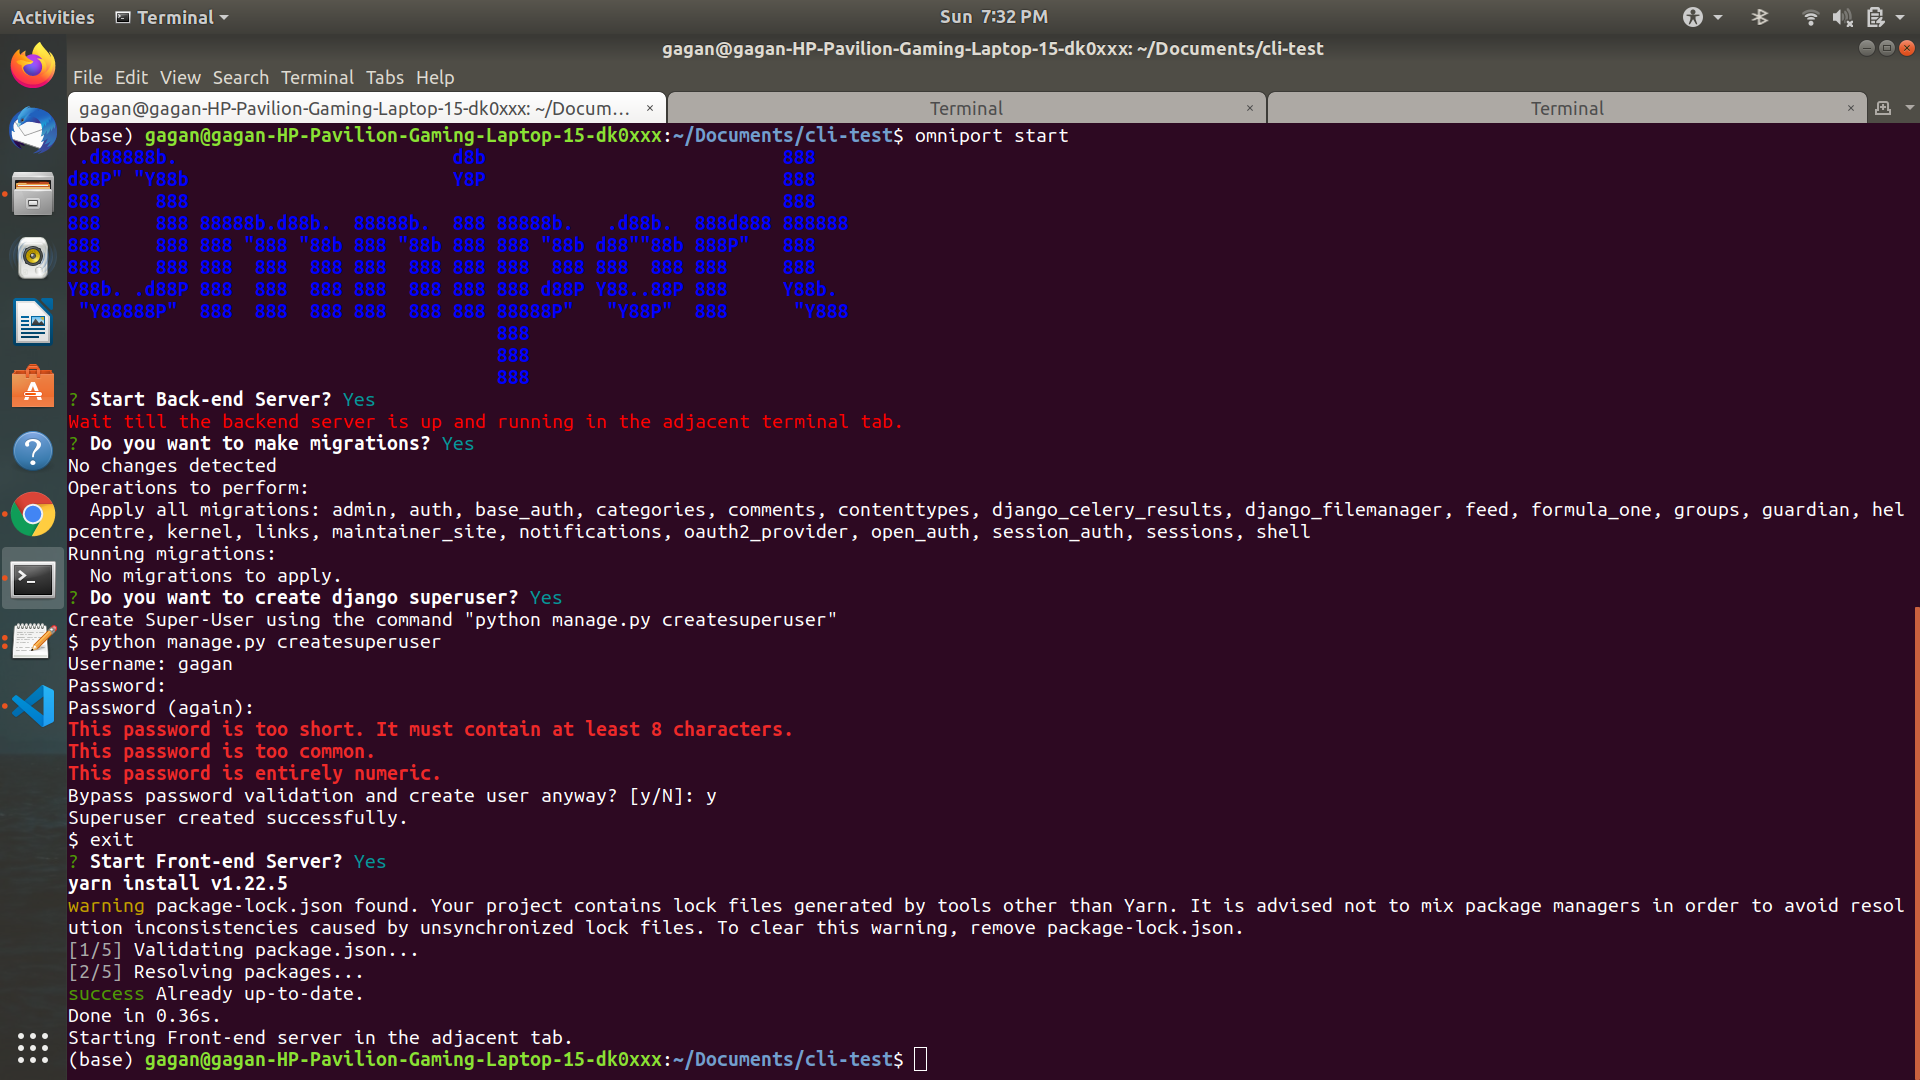 Activities
Terminal
Sun 7:32 PM
gagan@gagan-HP-Pavilion-Gaming-Laptop-15-dk0xxx: ~/Documents/cli-test
File Edit View Search Terminal Tabs Help
gagan@gagan-HP-Pavilion-Gaming-Laptop-15-dk0xxx: ~/Docum... ×
Terminal ×
Terminal ×
(base) gagan@gagan-HP-Pavilion-Gaming-Laptop-15-dk0xxx:~/Documents/cli-test$ omniport start
 .d88888b.                         d8b                           888
d88P" "Y88b                        Y8P                           888
888     888                                                      888
888     888 88888b.d88b.  88888b.  888 88888b.   .d88b.  888d888 888888
888     888 888 "888 "88b 888 "88b 888 888 "88b d88""88b 888P"   888
888     888 888  888  888 888  888 888 888  888 888  888 888     888
Y88b. .d88P 888  888  888 888  888 888 888 d88P Y88..88P 888     Y88b.
 "Y88888P"  888  888  888 888  888 888 88888P"   "Y88P"  888      "Y888
                                       888
                                       888
                                       888
? Start Back-end Server? Yes
Wait till the backend server is up and running in the adjacent terminal tab.
? Do you want to make migrations? Yes
No changes detected
Operations to perform:
  Apply all migrations: admin, auth, base_auth, categories, comments, contenttypes, django_celery_results, django_filemanager, feed, formula_one, groups, guardian, hel
pcentre, kernel, links, maintainer_site, notifications, oauth2_provider, open_auth, session_auth, sessions, shell
Running migrations:
  No migrations to apply.
? Do you want to create django superuser? Yes
Create Super-User using the command "python manage.py createsuperuser"
$ python manage.py createsuperuser
Username: gagan
Password:
Password (again):
This password is too short. It must contain at least 8 characters.
This password is too common.
This password is entirely numeric.
Bypass password validation and create user anyway? [y/N]: y
Superuser created successfully.
$ exit
? Start Front-end Server? Yes
yarn install v1.22.5
warning package-lock.json found. Your project contains lock files generated by tools other than Yarn. It is advised not to mix package managers in order to avoid resol
ution inconsistencies caused by unsynchronized lock files. To clear this warning, remove package-lock.json.
[1/5] Validating package.json...
[2/5] Resolving packages...
success Already up-to-date.
Done in 0.36s.
Starting Front-end server in the adjacent tab.
(base) gagan@gagan-HP-Pavilion-Gaming-Laptop-15-dk0xxx:~/Documents/cli-test$